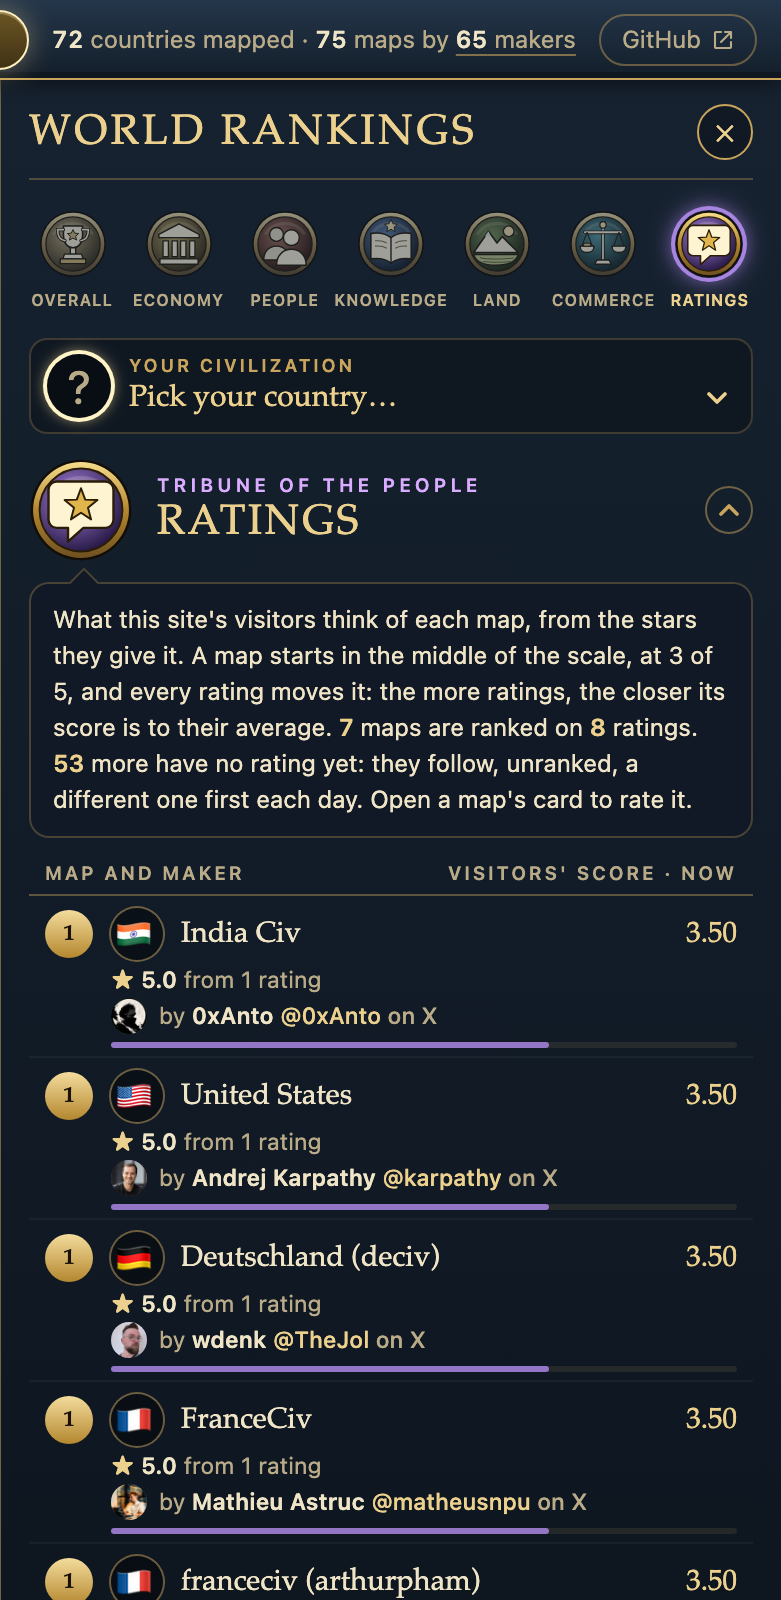 72 countries mapped · 75 maps by 65 makers
GitHub
WORLD RANKINGS
OVERALL
ECONOMY
PEOPLE
KNOWLEDGE
LAND
COMMERCE
RATINGS
?
YOUR CIVILIZATION
Pick your country...
TRIBUNE OF THE PEOPLE
RATINGS
What this site's visitors think of each map, from the stars
they give it. A map starts in the middle of the scale, at 3 of
5, and every rating moves it: the more ratings, the closer its
score is to their average. 7 maps are ranked on 8 ratings.
53 more have no rating yet: they follow, unranked, a
different one first each day. Open a map's card to rate it.
MAP AND MAKER
VISITORS' SCORE · NOW
1 India Civ 3.50
5.0 from 1 rating
by 0xAnto @0xAnto on X
1 United States 3.50
5.0 from 1 rating
by Andrej Karpathy @karpathy on X
1 Deutschland (deciv) 3.50
5.0 from 1 rating
by wdenk @TheJol on X
1 FranceCiv 3.50
5.0 from 1 rating
by Mathieu Astruc @matheusnpu on X
1 franceciv (arthurpham) 3.50